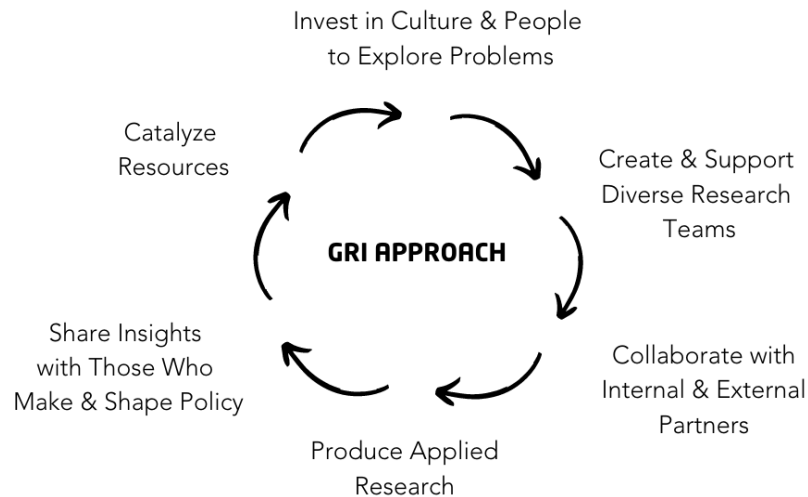 Invest in Culture & People
to Explore Problems
Catalyze
Resources
Create & Support
Diverse Research
Teams
GRI APPROACH
Share Insights
with Those Who
Make & Shape Policy
Collaborate with
Internal & External
Partners
Produce Applied
Research